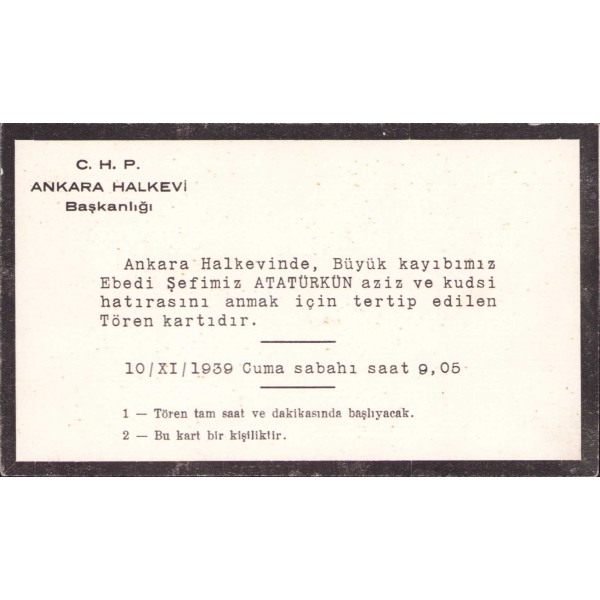 C. H. P.
ANKARA HALKEVİ
Başkanlığı
Ankara Halkevinde, Büyük kayıbımız
Ebedi Şefimiz ATATÜRKÜN aziz ve kudsi
hatırasını anmak için tertip edilen
Tören kartıdır.
10/XI/1939 Cuma sabahı saat 9,05
1 — Tören tam saat ve dakikasında başlıyacak.
2 — Bu kart bir kişiliktir.